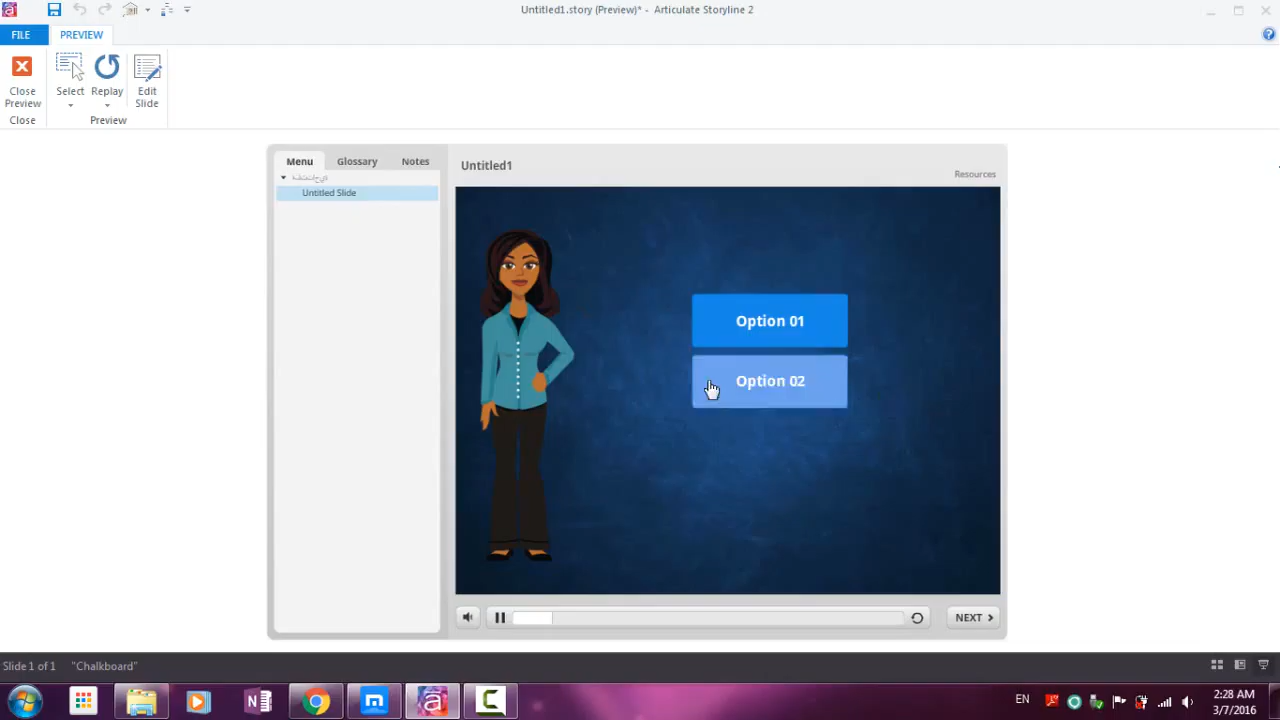 Untitled1.story (Preview)* - Articulate Storyline 2
FILE
PREVIEW
Close Preview
Select
Replay
Edit Slide
Close
Preview
Menu
Glossary
Notes
Untitled1
Resources
Untitled Slide
Option 01
Option 02
NEXT
Slide 1 of 1
"Chalkboard"
EN
2:28 AM
3/7/2016